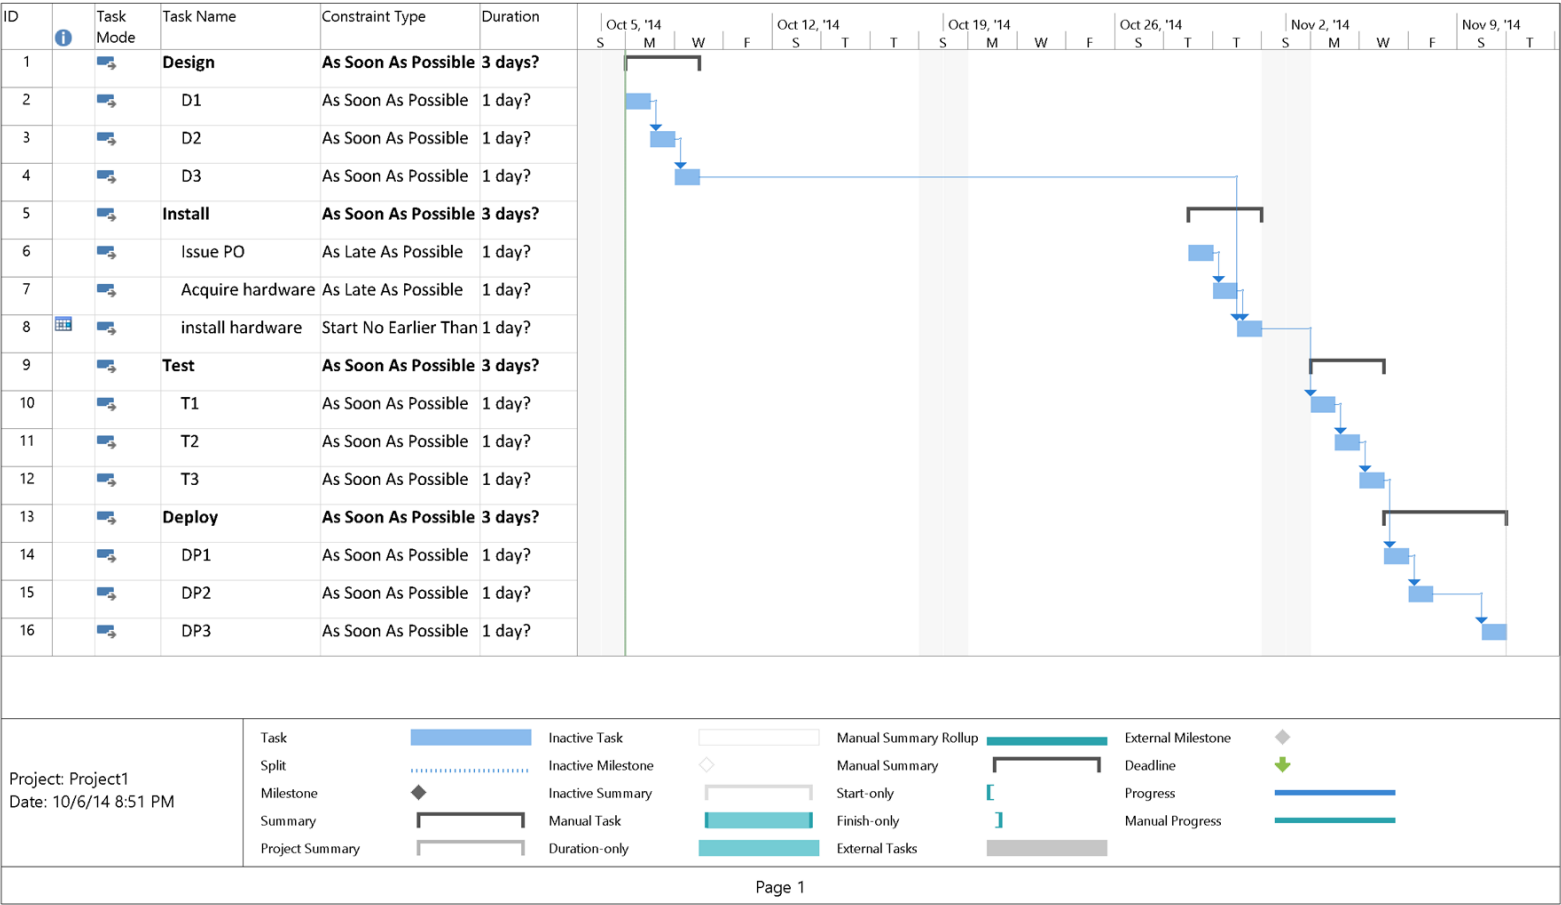 ID Task Mode Task Name Constraint Type Duration
Oct 5, '14 Oct 12, '14 Oct 19, '14 Oct 26, '14 Nov 2, '14 Nov 9, '14
S M W F S T T S M W F S T T S M W F S T
1 Design As Soon As Possible 3 days?
2 D1 As Soon As Possible 1 day?
3 D2 As Soon As Possible 1 day?
4 D3 As Soon As Possible 1 day?
5 Install As Soon As Possible 3 days?
6 Issue PO As Late As Possible 1 day?
7 Acquire hardware As Late As Possible 1 day?
8 install hardware Start No Earlier Than 1 day?
9 Test As Soon As Possible 3 days?
10 T1 As Soon As Possible 1 day?
11 T2 As Soon As Possible 1 day?
12 T3 As Soon As Possible 1 day?
13 Deploy As Soon As Possible 3 days?
14 DP1 As Soon As Possible 1 day?
15 DP2 As Soon As Possible 1 day?
16 DP3 As Soon As Possible 1 day?
Project: Project1
Date: 10/6/14 8:51 PM
Task Inactive Task Manual Summary Rollup External Milestone
Split Inactive Milestone Manual Summary Deadline
Milestone Inactive Summary Start-only Progress
Summary Manual Task Finish-only Manual Progress
Project Summary Duration-only External Tasks
Page 1